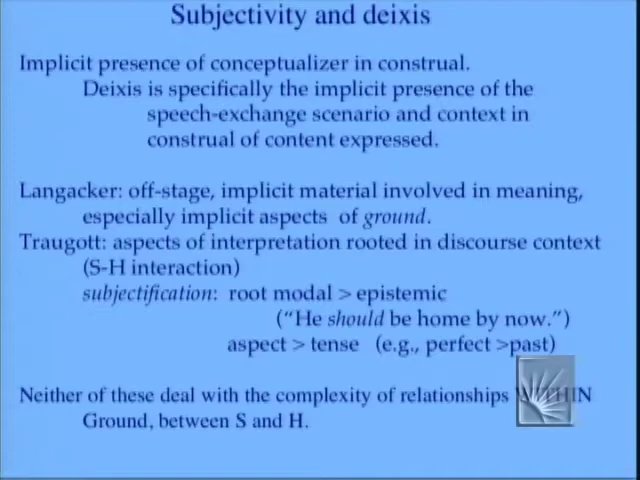 Subjectivity and deixis
Implicit presence of conceptualizer in construal.
Deixis is specifically the implicit presence of the
speech-exchange scenario and context in
construal of content expressed.
Langacker: off-stage, implicit material involved in meaning,
especially implicit aspects of ground.
Traugott: aspects of interpretation rooted in discourse context
(S-H interaction)
subjectification: root modal > epistemic
("He should be home by now.")
aspect > tense (e.g., perfect >past)
Neither of these deal with the complexity of relationships WITHIN
Ground, between S and H.